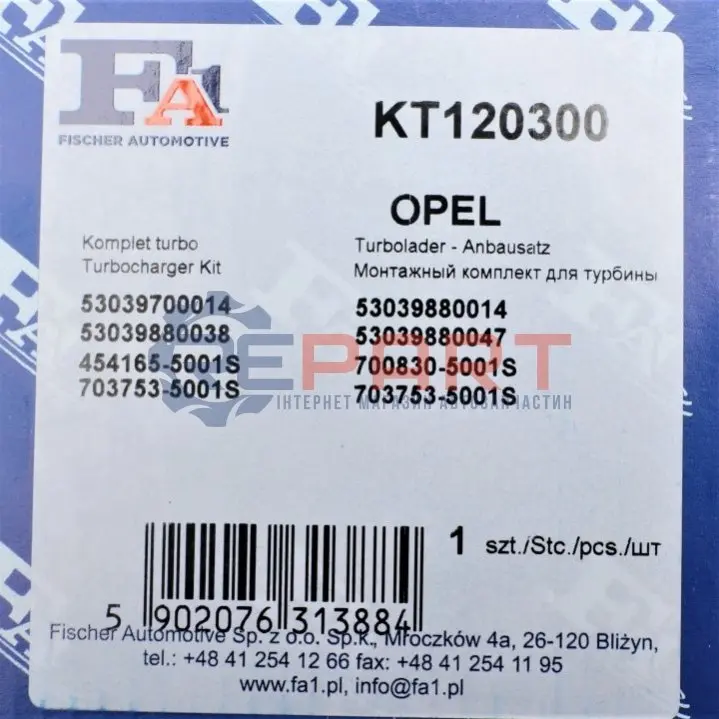 FA1
FISCHER AUTOMOTIVE
KT120300
OPEL
Komplet turbo
Turbocharger Kit
Turbolader - Anbausatz
Монтажный комплект для турбины
53039700014 53039880014
53039880038 53039880047
454165-5001S 700830-5001S
703753-5001S 703753-5001S
EPART
ІНТЕРНЕТ МАГАЗИН АВТОЗАПЧАСТИН
1 szt./Stc./pcs./шт
5 902076 313884
Fischer Automotive Sp. z o.o. Sp.k., Mroczków 4a, 26-120 Bliżyn,
tel.: +48 41 254 12 66 fax: +48 41 254 11 95
www.fa1.pl, info@fa1.pl